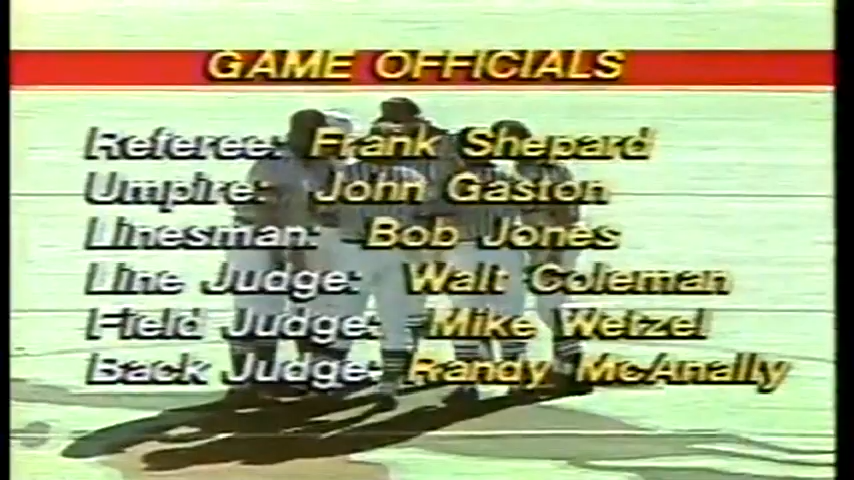 GAME OFFICIALS
Referee: Frank Shepard
Umpire: John Gaston
Linesman: Bob Jones
Line Judge: Walt Coleman
Field Judge: Mike Wetzel
Back Judge: Randy McAnally